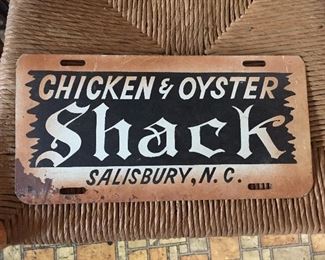 CHICKEN & OYSTER
Shack
SALISBURY, N.C.